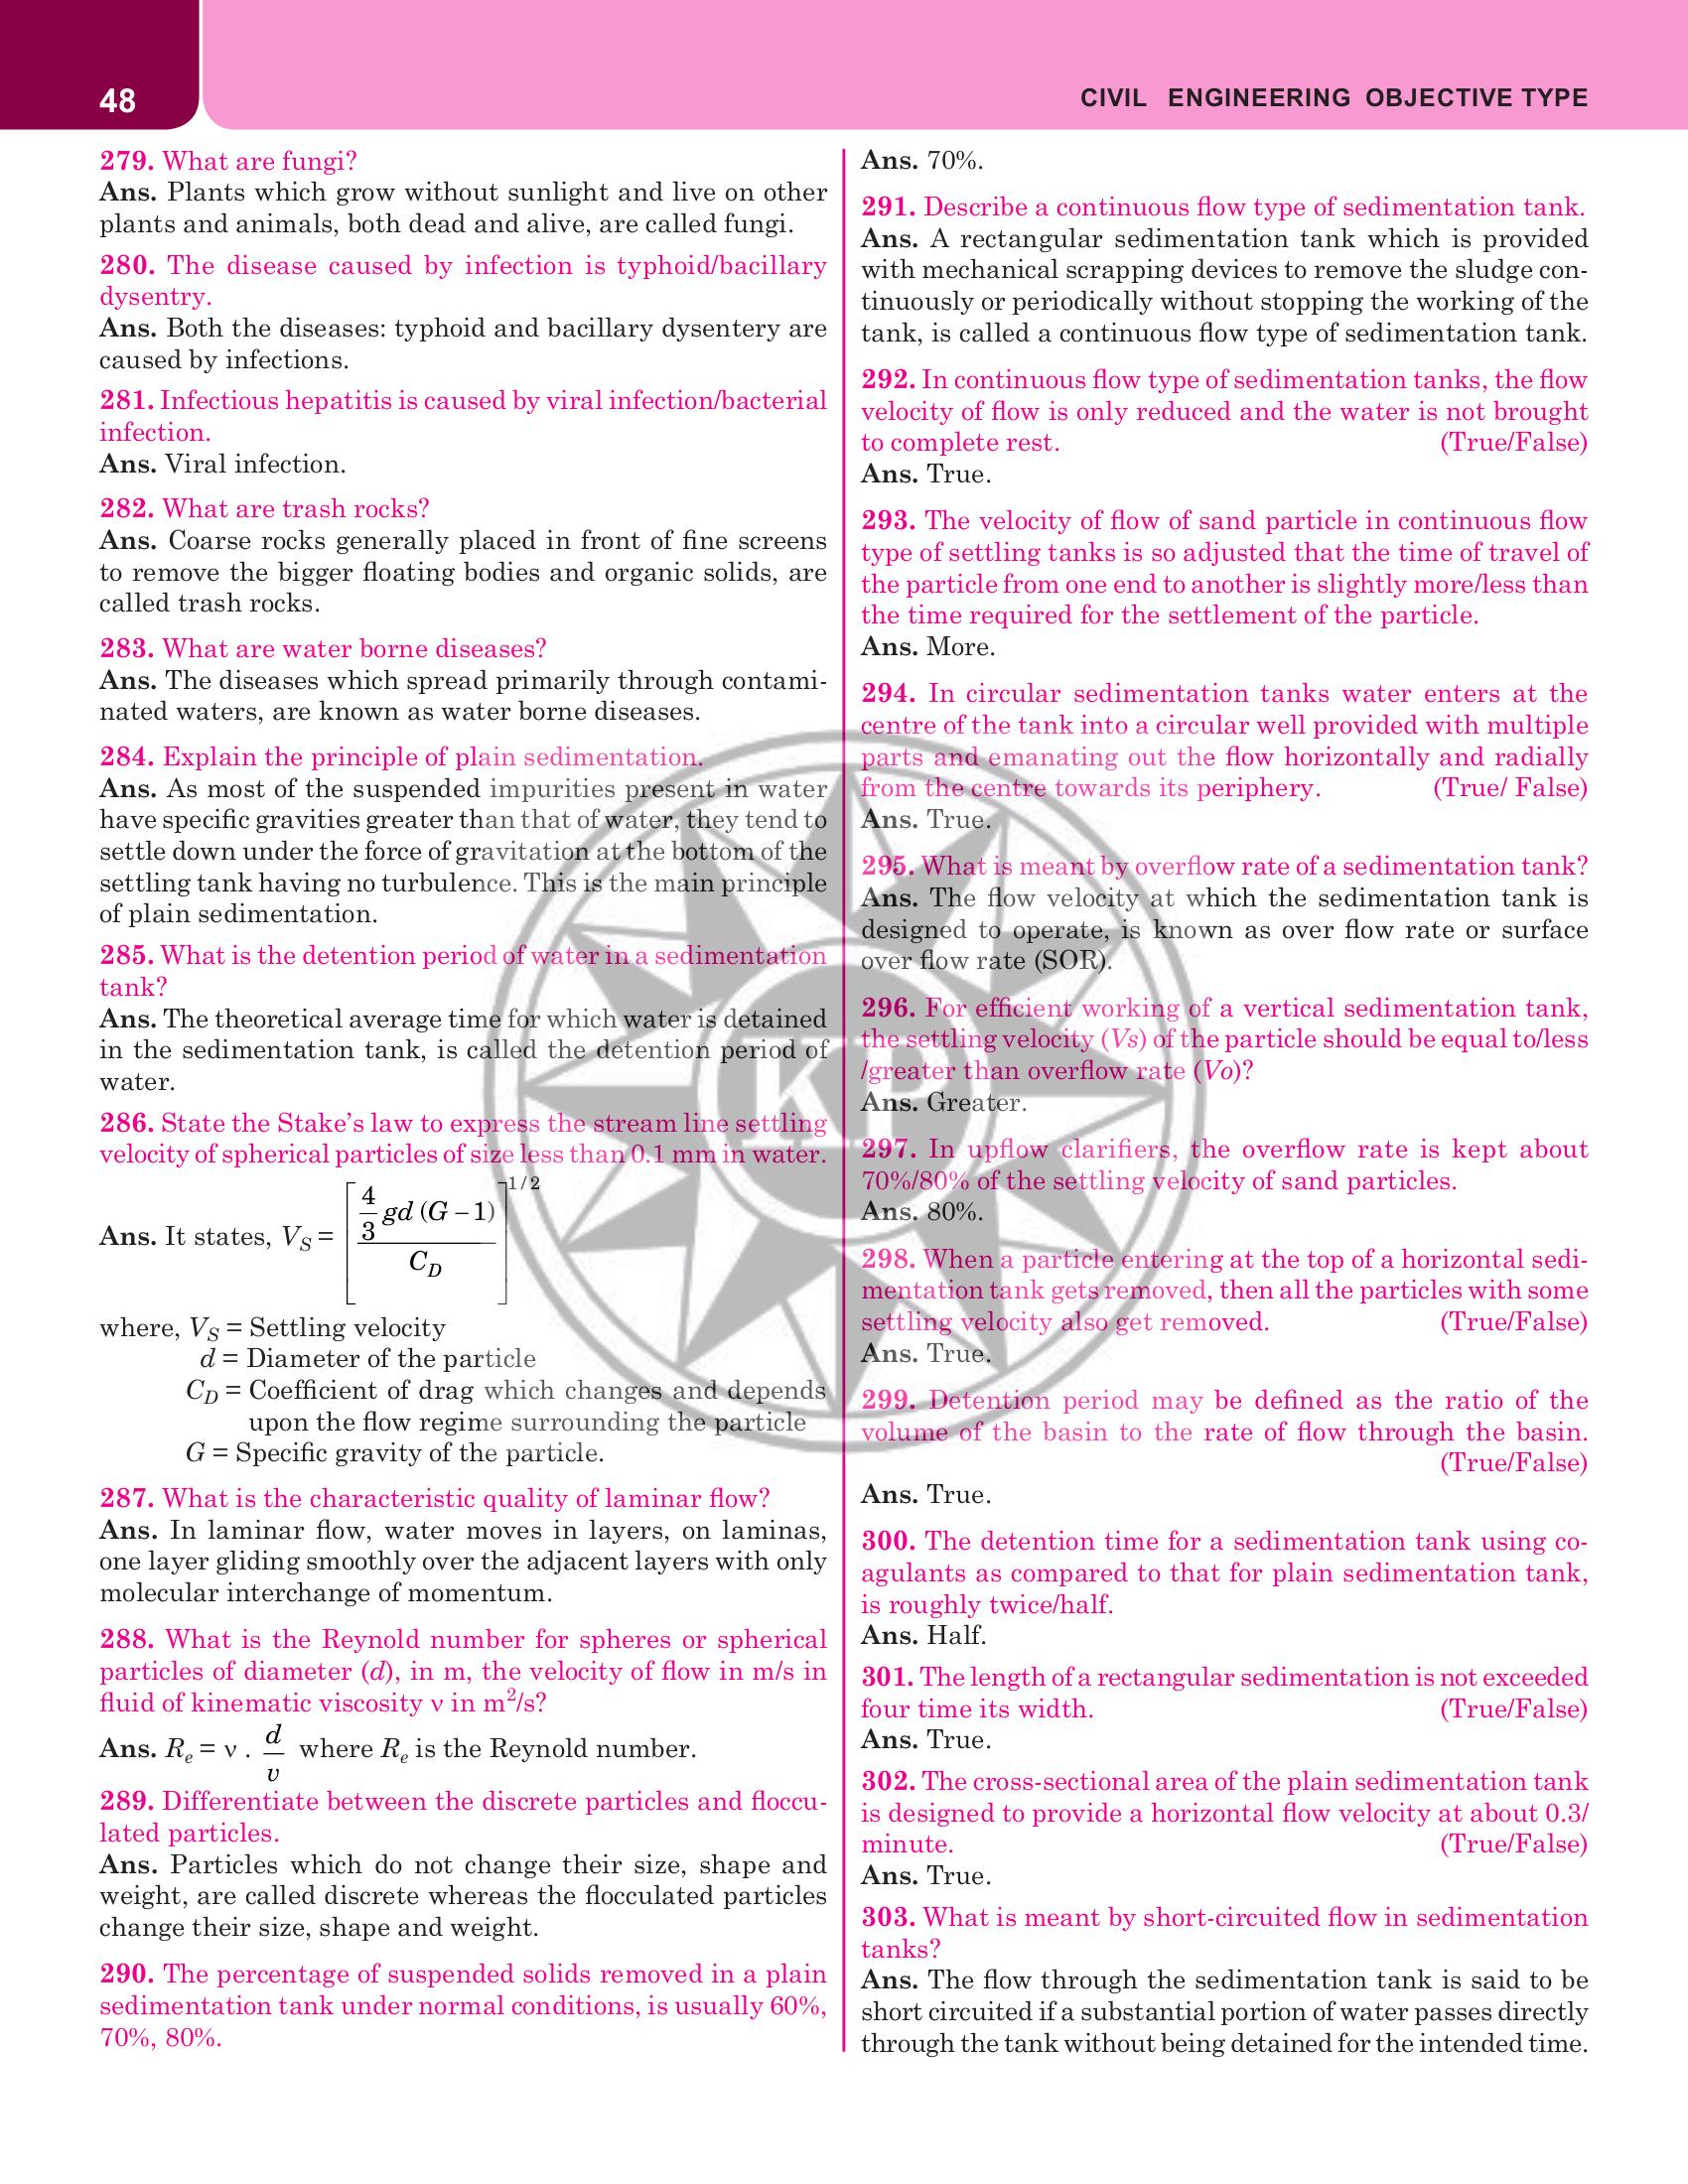 48
CIVIL ENGINEERING OBJECTIVE TYPE
279. What are fungi?
Ans. Plants which grow without sunlight and live on other
plants and animals, both dead and alive, are called fungi.
280. The disease caused by infection is typhoid/bacillary
dysentry.
Ans. Both the diseases: typhoid and bacillary dysentery are
caused by infections.
281. Infectious hepatitis is caused by viral infection/bacterial
infection.
Ans. Viral infection.
282. What are trash rocks?
Ans. Coarse rocks generally placed in front of fine screens
to remove the bigger floating bodies and organic solids, are
called trash rocks.
283. What are water borne diseases?
Ans. The diseases which spread primarily through contami-
nated waters, are known as water borne diseases.
284. Explain the principle of plain sedimentation.
Ans. As most of the suspended impurities present in water
have specific gravities greater than that of water, they tend to
settle down under the force of gravitation at the bottom of the
settling tank having no turbulence. This is the main principle
of plain sedimentation.
285. What is the detention period of water in a sedimentation
tank?
Ans. The theoretical average time for which water is detained
in the sedimentation tank, is called the detention period of
water.
286. State the Stake's law to express the stream line settling
velocity of spherical particles of size less than 0.1 mm in water.
Ans. It states, V_S = [ (4/3 gd (G – 1)) / C_D ]^1/2
where, V_S = Settling velocity
d = Diameter of the particle
C_D = Coefficient of drag which changes and depends
upon the flow regime surrounding the particle
G = Specific gravity of the particle.
287. What is the characteristic quality of laminar flow?
Ans. In laminar flow, water moves in layers, on laminas,
one layer gliding smoothly over the adjacent layers with only
molecular interchange of momentum.
288. What is the Reynold number for spheres or spherical
particles of diameter (d), in m, the velocity of flow in m/s in
fluid of kinematic viscosity ν in m²/s?
Ans. R_e = ν . d/v where R_e is the Reynold number.
289. Differentiate between the discrete particles and floccu-
lated particles.
Ans. Particles which do not change their size, shape and
weight, are called discrete whereas the flocculated particles
change their size, shape and weight.
290. The percentage of suspended solids removed in a plain
sedimentation tank under normal conditions, is usually 60%,
70%, 80%.
Ans. 70%.
291. Describe a continuous flow type of sedimentation tank.
Ans. A rectangular sedimentation tank which is provided
with mechanical scrapping devices to remove the sludge con-
tinuously or periodically without stopping the working of the
tank, is called a continuous flow type of sedimentation tank.
292. In continuous flow type of sedimentation tanks, the flow
velocity of flow is only reduced and the water is not brought
to complete rest. (True/False)
Ans. True.
293. The velocity of flow of sand particle in continuous flow
type of settling tanks is so adjusted that the time of travel of
the particle from one end to another is slightly more/less than
the time required for the settlement of the particle.
Ans. More.
294. In circular sedimentation tanks water enters at the
centre of the tank into a circular well provided with multiple
parts and emanating out the flow horizontally and radially
from the centre towards its periphery. (True/ False)
Ans. True.
295. What is meant by overflow rate of a sedimentation tank?
Ans. The flow velocity at which the sedimentation tank is
designed to operate, is known as over flow rate or surface
over flow rate (SOR).
296. For efficient working of a vertical sedimentation tank,
the settling velocity (Vs) of the particle should be equal to/less
/greater than overflow rate (Vo)?
Ans. Greater.
297. In upflow clarifiers, the overflow rate is kept about
70%/80% of the settling velocity of sand particles.
Ans. 80%.
298. When a particle entering at the top of a horizontal sedi-
mentation tank gets removed, then all the particles with some
settling velocity also get removed. (True/False)
Ans. True.
299. Detention period may be defined as the ratio of the
volume of the basin to the rate of flow through the basin.
(True/False)
Ans. True.
300. The detention time for a sedimentation tank using co-
agulants as compared to that for plain sedimentation tank,
is roughly twice/half.
Ans. Half.
301. The length of a rectangular sedimentation is not exceeded
four time its width. (True/False)
Ans. True.
302. The cross-sectional area of the plain sedimentation tank
is designed to provide a horizontal flow velocity at about 0.3/
minute. (True/False)
Ans. True.
303. What is meant by short-circuited flow in sedimentation
tanks?
Ans. The flow through the sedimentation tank is said to be
short circuited if a substantial portion of water passes directly
through the tank without being detained for the intended time.
KP